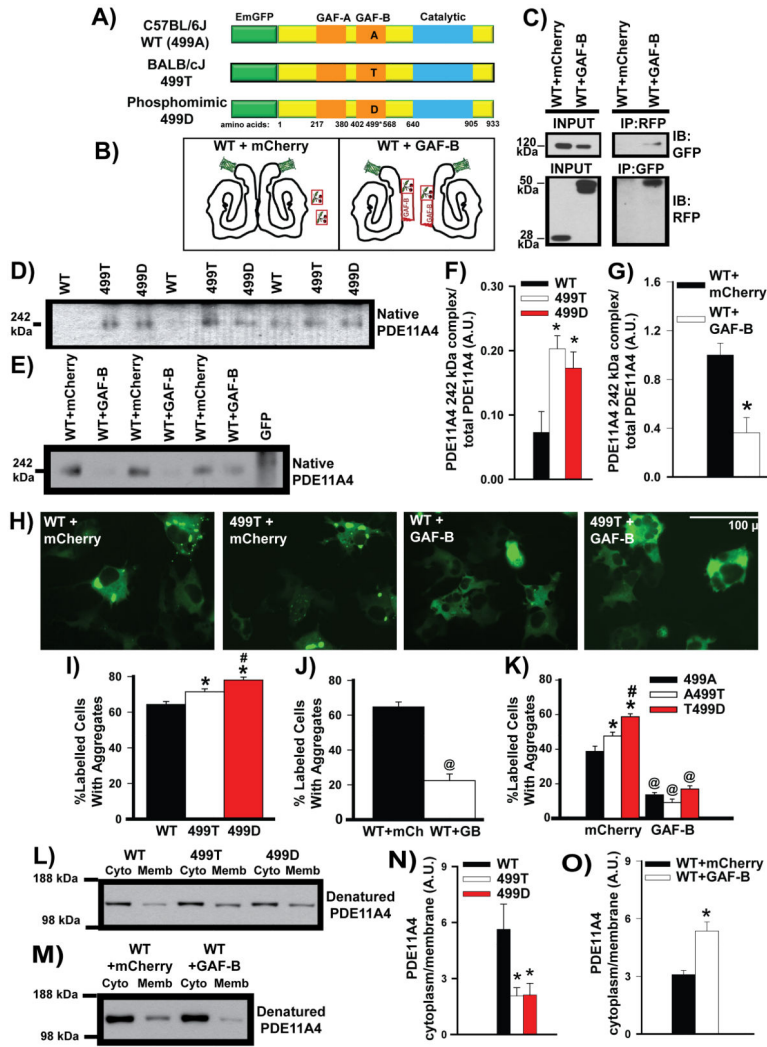 A)
EmGFP GAF-A GAF-B Catalytic
C57BL/6J
WT (499A)
A
BALB/cJ
499T
T
Phosphomimic
499D
D
amino acids: 1 217 380 402 499* 568 640 905 933
B)
WT + mCherry
WT + GAF-B
GAF-B
GAF-B
C)
WT+mCherry
WT+GAF-B
WT+mCherry
WT+GAF-B
INPUT
IP:RFP
120
kDa
IB:
GFP
INPUT
IP:GFP
50
kDa
IB:
RFP
28
kDa
D)
WT 499T 499D WT 499T 499D WT 499T 499D
242
kDa
Native
PDE11A4
E)
WT+mCherry WT+GAF-B WT+mCherry WT+GAF-B WT+mCherry WT+GAF-B GFP
242
kDa
Native
PDE11A4
F)
WT
499T
499D
PDE11A4 242 kDa complex/
total PDE11A4 (A.U.)
0.30
0.20
0.10
0.00
* *
G)
WT+
mCherry
WT+
GAF-B
PDE11A4 242 kDa complex/
total PDE11A4 (A.U.)
1.6
1.2
0.8
0.4
0.0
*
H)
WT +
mCherry
499T +
mCherry
WT +
GAF-B
499T +
GAF-B
100 µ
I)
%Labelled Cells
With Aggregates
80
60
40
20
0
*
#
*
WT 499T 499D
J)
% Labelled Cells
With Aggregates
80
60
40
20
0
@
WT+mCh WT+GB
K)
499A
A499T
T499D
%Labelled Cells
With Aggregates
80
60
40
20
0
*
#
*
@ @ @
mCherry GAF-B
L)
WT 499T 499D
Cyto Memb Cyto Memb Cyto Memb
188 kDa
98 kDa
Denatured
PDE11A4
M)
WT
+mCherry
WT
+GAF-B
Cyto Memb Cyto Memb
188 kDa
98 kDa
Denatured
PDE11A4
N)
WT
499T
499D
PDE11A4
cytoplasm/membrane (A.U.)
9
6
3
0
* *
O)
WT+mCherry
WT+GAF-B
PDE11A4
cytoplasm/membrane (A.U.)
9
6
3
0
*